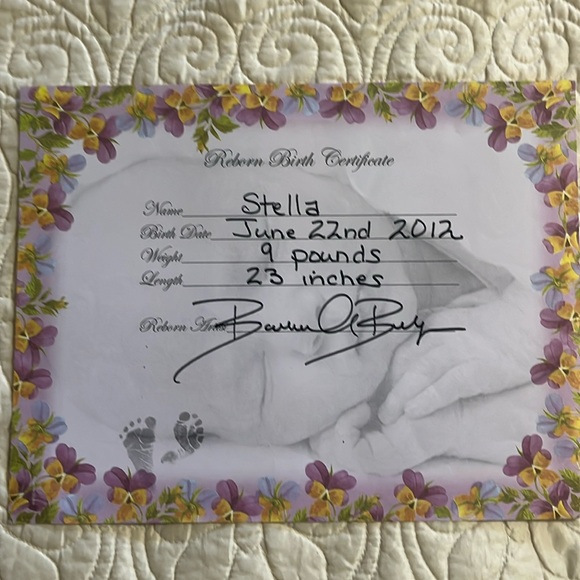 Reborn Birth Certificate
Name Stella
Birth Date June 22nd 2012
Weight 9 pounds
Length 23 inches
Reborn